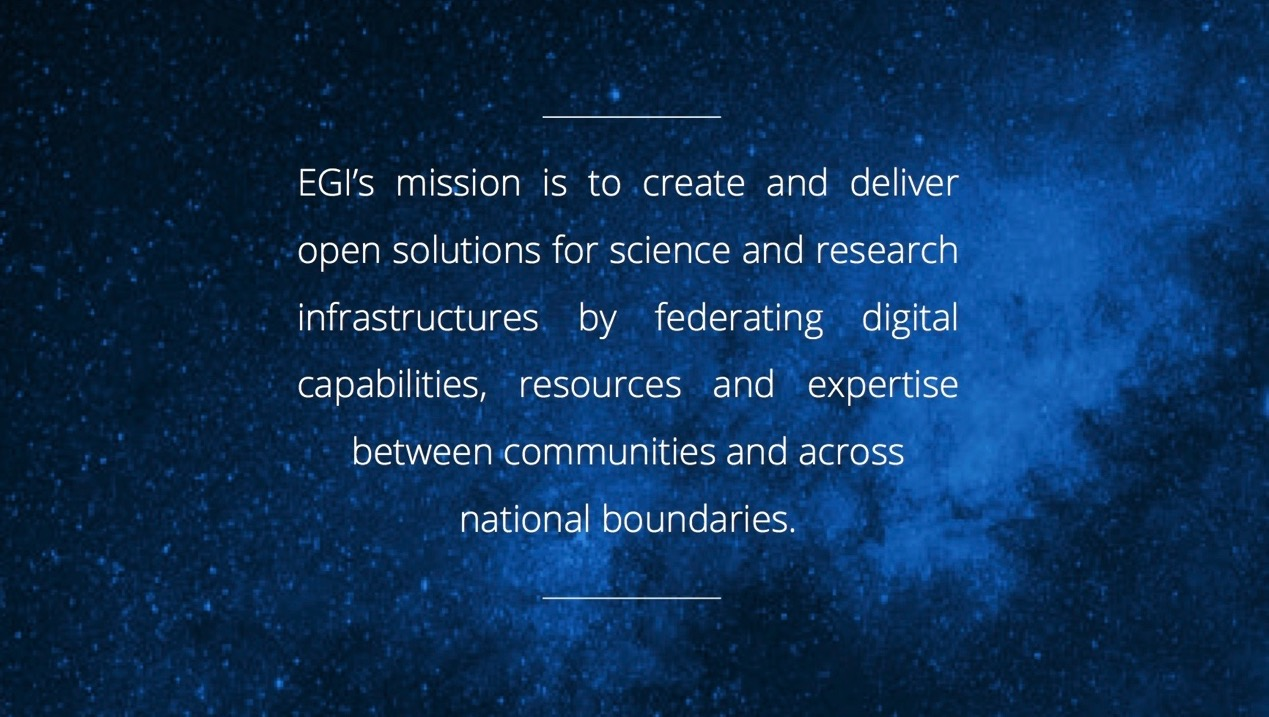 EGI’s mission is to create and deliver
open solutions for science and research
infrastructures by federating digital
capabilities, resources and expertise
between communities and across
national boundaries.